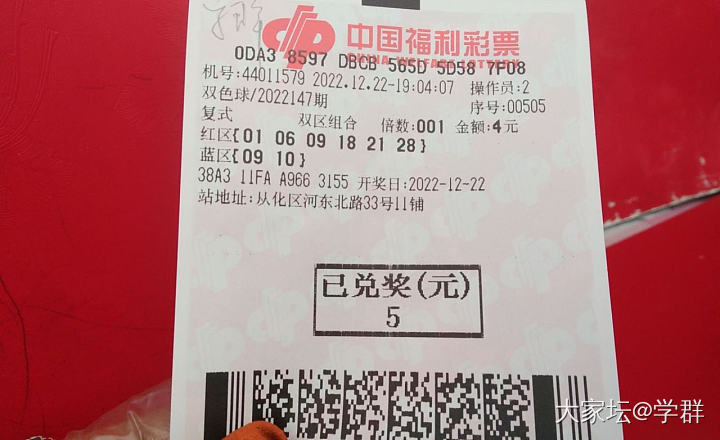 中国福利彩票
CHINA WELFARE LOTTERY
0DA3 8597 DBCB 565D 5D58 7F08
机号:44011579 2022.12.22-19:04:07 操作员:2
双色球/2022147期 序号:00505
复式 双区组合 倍数:001 金额:4元
红区{01 06 09 18 21 28}
蓝区{09 10}
38A3 11FA A966 3155 开奖日:2022-12-22
站地址:从化区河东北路33号11铺
已兑奖(元)
5
大家坛@学群